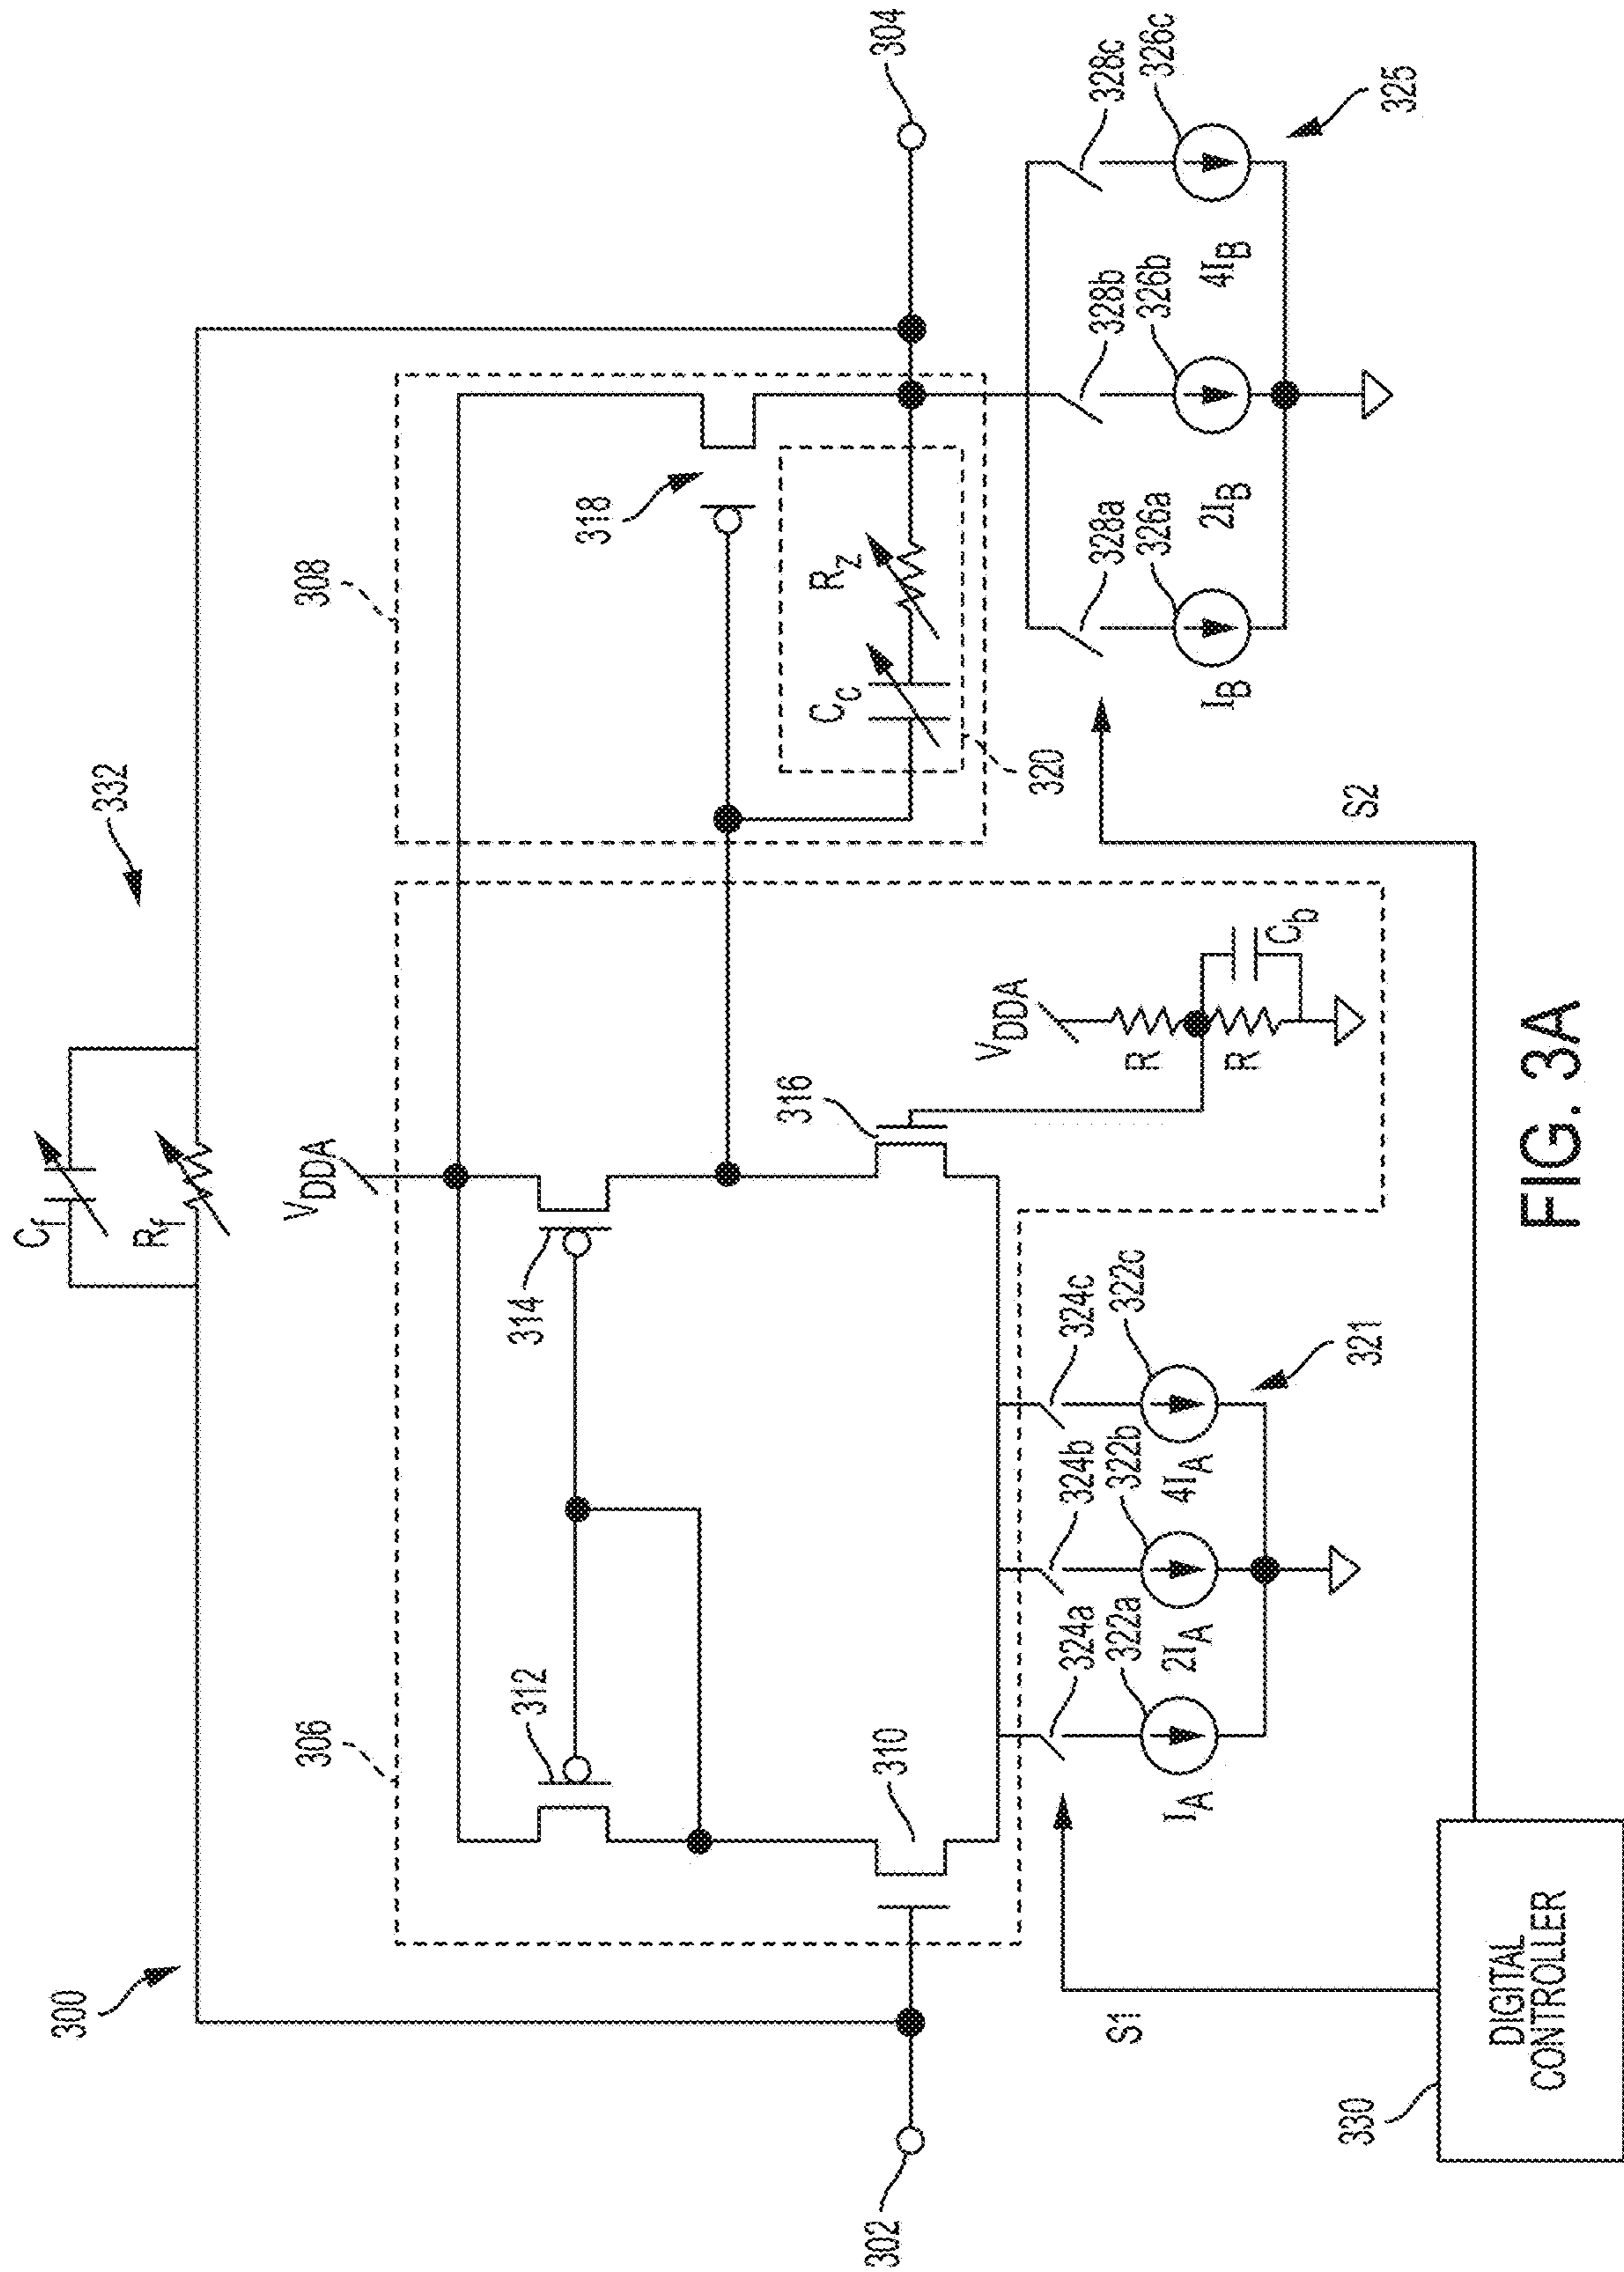 300
332
C_f
R_f
306
308
V_DDA
312
314
318
C_C
R_Z
302
310
316
320
304
V_DDA
R
R
C_b
324a
324b
324c
322a
322b
322c
I_A
2I_A
4I_A
321
328a
328b
328c
326a
326b
326c
I_B
2I_B
4I_B
325
S1
S2
330
DIGITAL
CONTROLLER
FIG. 3A